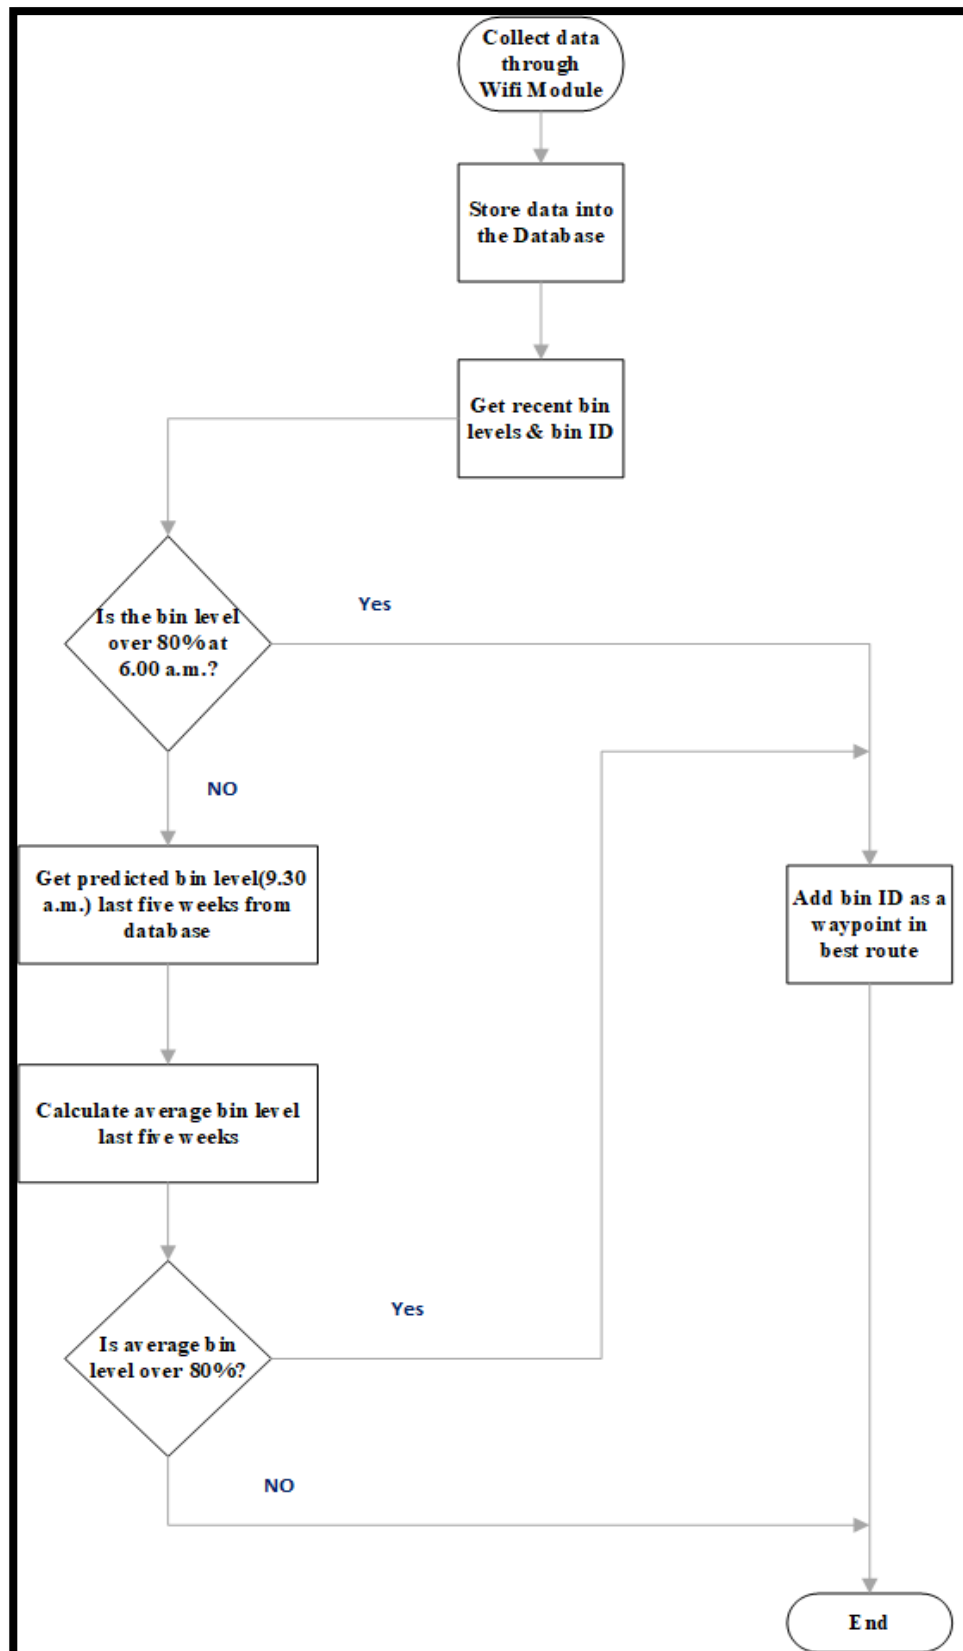 Collect data
through
Wifi Module
Store data into
the Database
Get recent bin
levels & bin ID
Is the bin level
over 80% at
6.00 a.m.?
Yes
NO
Get predicted bin level(9.30
a.m.) last five weeks from
database
Add bin ID as a
waypoint in
best route
Calculate average bin level
last five weeks
Is average bin
level over 80%?
Yes
NO
End